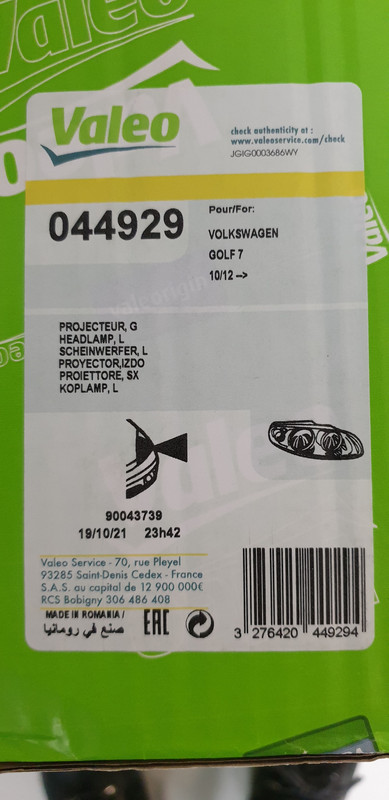 Valeo
Valeo
check authenticity at :
www.valeoservice.com/check
JGIG0003686WY
044929
Pour/For:
VOLKSWAGEN
GOLF 7
10/12 -->
valeorigin
PROJECTEUR, G
HEADLAMP, L
SCHEINWERFER, L
PROYECTOR,IZDO
PROIETTORE, SX
KOPLAMP, L
90043739
19/10/21 23h42
Valeo Service - 70, rue Pleyel
93285 Saint-Denis Cedex - France
S.A.S. au capital de 12 900 000€
RCS Bobigny 306 486 408
MADE IN ROMANIA /
صنع في رومانيا
EAC
3 276420 449294